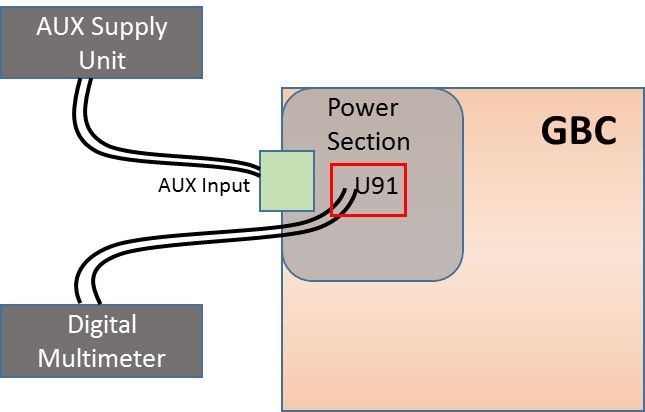 AUX Supply
Unit
Power
Section
GBC
AUX Input
U91
Digital
Multimeter